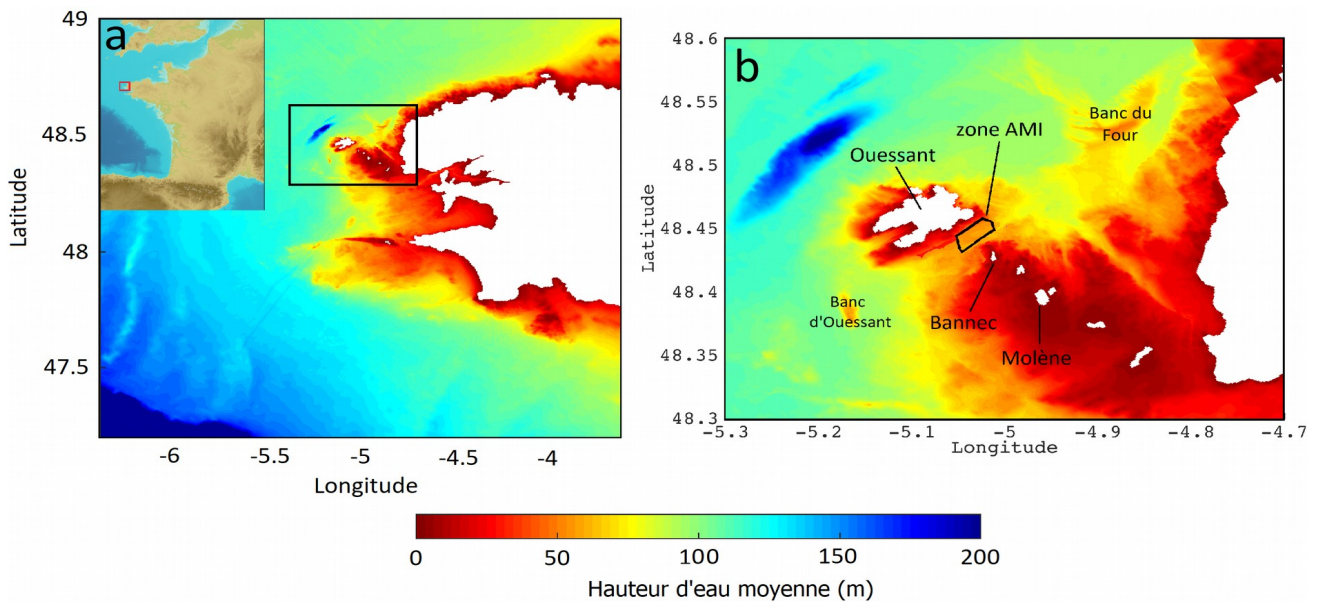 a
49
48.5
48
47.5
Latitude
-6
-5.5
-5
-4.5
-4
Longitude
b
48.6
48.55
48.5
48.45
48.4
48.35
48.3
Latitude
Banc du
Four
zone AMI
Ouessant
Banc
d'Ouessant
Bannec
Molène
-5.3
-5.2
-5.1
-5
-4.9
-4.8
-4.7
Longitude
0
50
100
150
200
Hauteur d'eau moyenne (m)